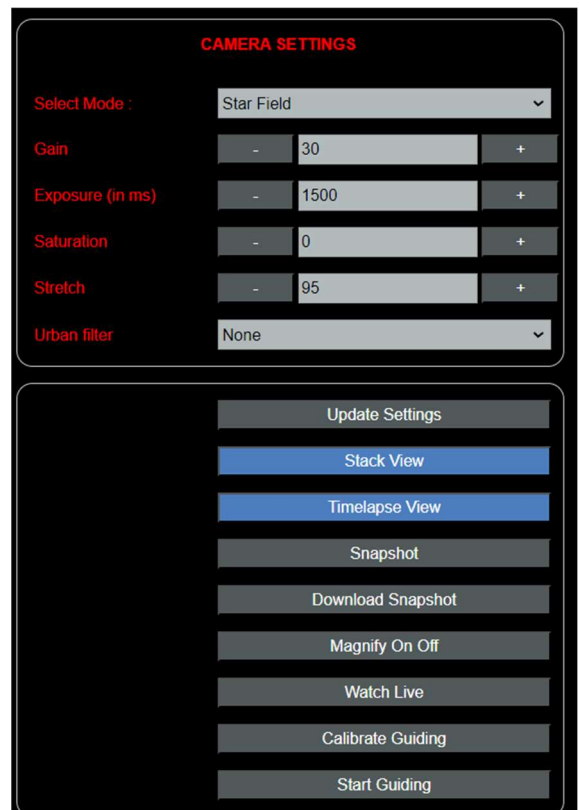 CAMERA SETTINGS
Select Mode : Star Field
Gain - 30 +
Exposure (in ms) - 1500 +
Saturation - 0 +
Stretch - 95 +
Urban filter None
Update Settings
Stack View
Timelapse View
Snapshot
Download Snapshot
Magnify On Off
Watch Live
Calibrate Guiding
Start Guiding